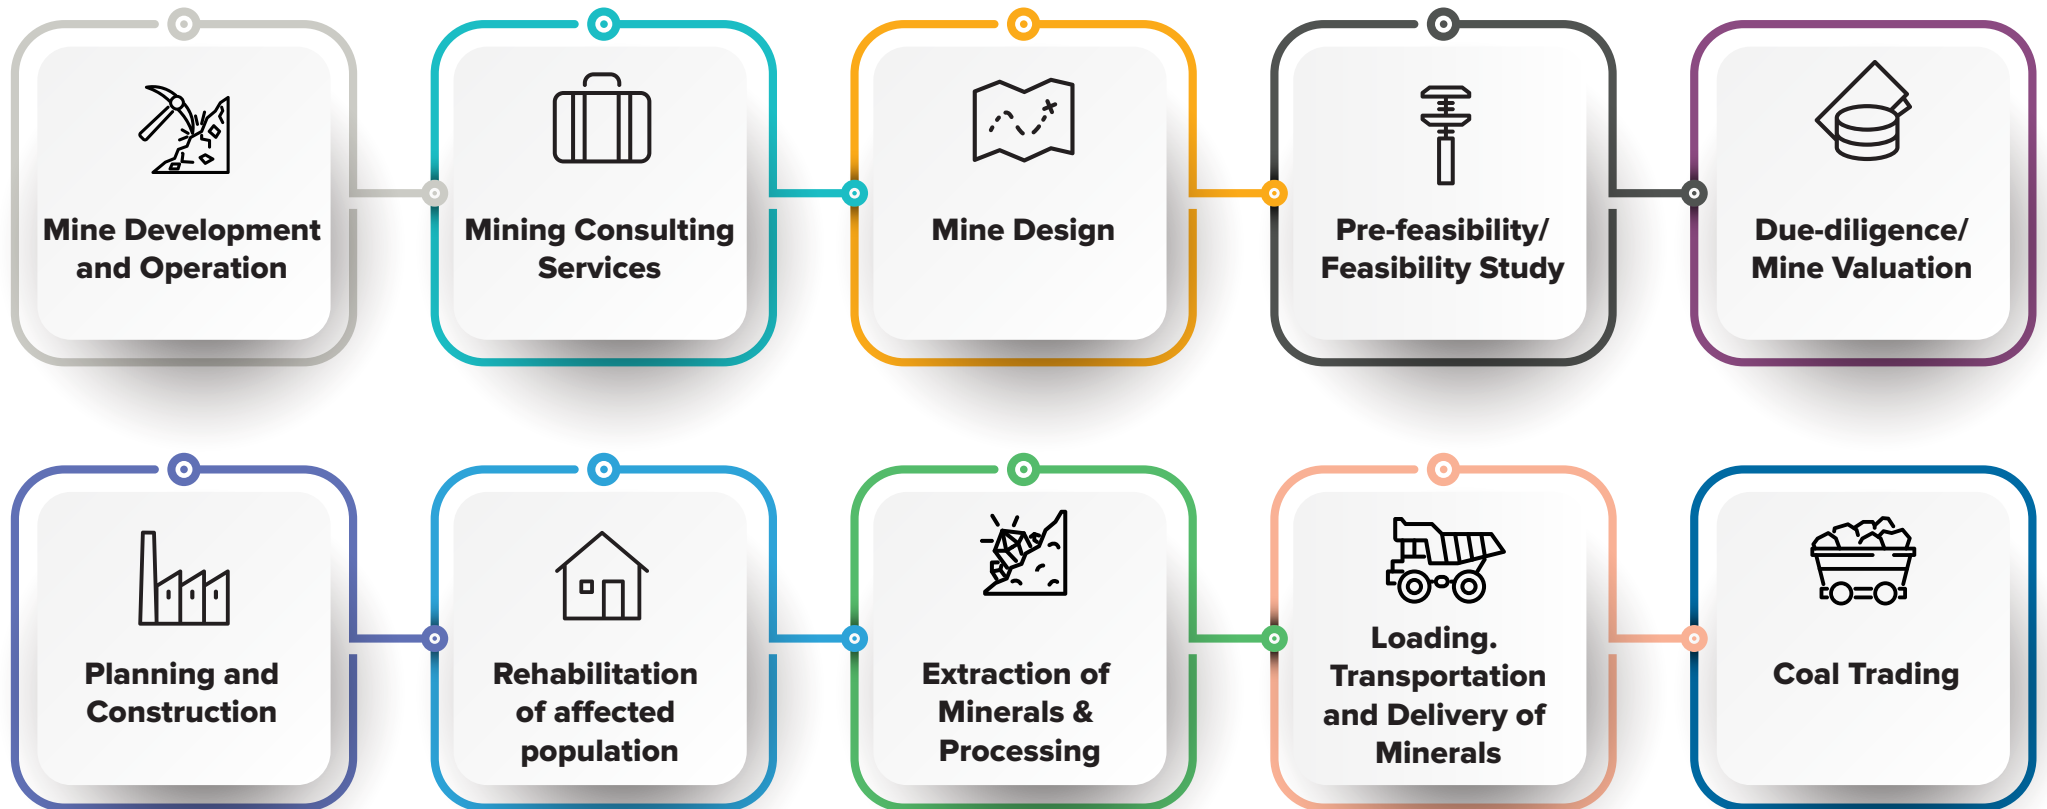 Mine Development
and Operation
Mining Consulting
Services
Mine Design
Pre-feasibility/
Feasibility Study
Due-diligence/
Mine Valuation
Planning and
Construction
Rehabilitation
of affected
population
Extraction of
Minerals &
Processing
Loading.
Transportation
and Delivery of
Minerals
Coal Trading